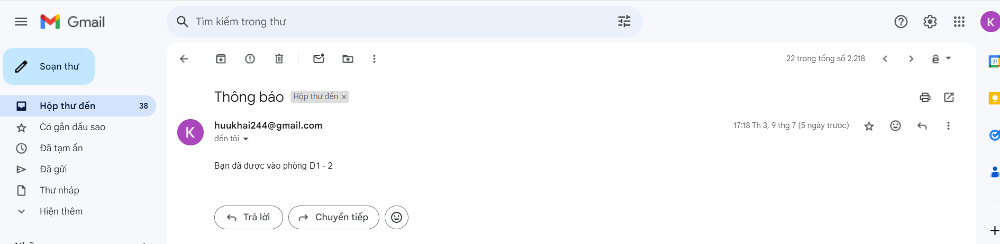 Gmail
Tìm kiếm trong thư
K
Soạn thư
22 trong tổng số 2.218
ê
31
Thông báo Hộp thư đến ×
Hộp thư đến 38
Có gắn dấu sao
Đã tạm ẩn
Đã gửi
Thư nháp
Hiện thêm
K
huukhai244@gmail.com
17:18 Th 3, 9 thg 7 (5 ngày trước)
đến tôi
Bạn đã được vào phòng D1 - 2
Trả lời
Chuyển tiếp